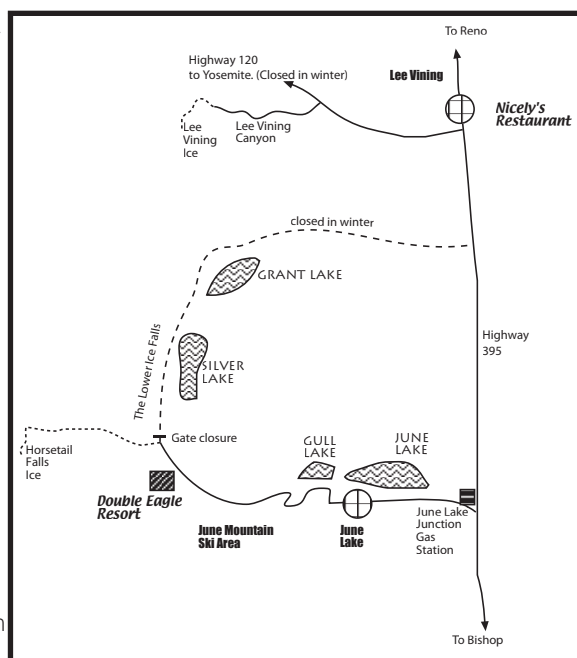 To Reno
Highway 120
to Yosemite. (Closed in winter)
Lee Vining
Nicely's
Restaurant
Lee
Vining
Ice
Lee Vining
Canyon
closed in winter
GRANT LAKE
The Lower Ice Falls
Highway
395
SILVER
LAKE
Gate closure
GULL
LAKE
JUNE
LAKE
Horsetail
Falls
Ice
Double Eagle
Resort
June Mountain
Ski Area
June
Lake
June Lake
Junction
Gas
Station
To Bishop